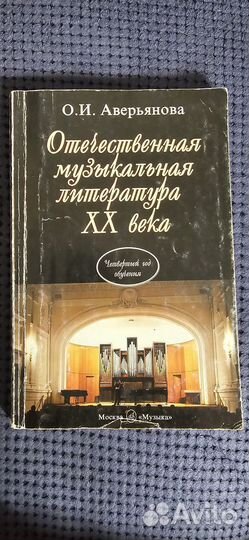 О.И. Аверьянова
Отечественная
музыкальная
литература
XX века
Четвертый год
обучения
Москва «Музыка»
Avito